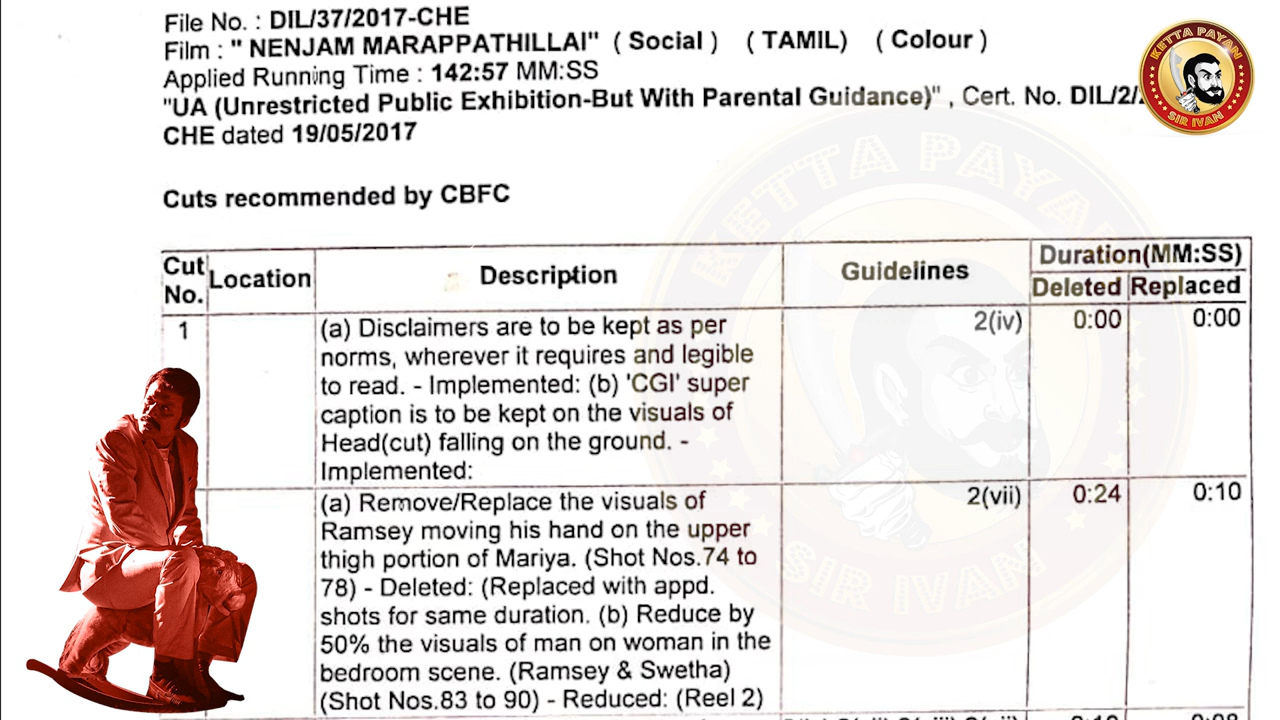 File No. : DIL/37/2017-CHE
Film : " NENJAM MARAPPATHILLAI" ( Social ) ( TAMIL) ( Colour )
Applied Running Time : 142:57 MM:SS
"UA (Unrestricted Public Exhibition-But With Parental Guidance)" , Cert. No. DIL/2/
CHE dated 19/05/2017
KETTA PAYAN
SIR IVAN
Cuts recommended by CBFC
Cut No. Location Description Guidelines Duration(MM:SS)
Deleted Replaced
1 (a) Disclaimers are to be kept as per 2(iv) 0:00 0:00
norms, wherever it requires and legible
to read. - Implemented: (b) 'CGI' super
caption is to be kept on the visuals of
Head(cut) falling on the ground. -
Implemented:
(a) Remove/Replace the visuals of 2(vii) 0:24 0:10
Ramsey moving his hand on the upper
thigh portion of Mariya. (Shot Nos.74 to
78) - Deleted: (Replaced with appd.
shots for same duration. (b) Reduce by
50% the visuals of man on woman in the
bedroom scene. (Ramsey & Swetha)
(Shot Nos.83 to 90) - Reduced: (Reel 2)
KETTA PAYAN
SIR IVAN